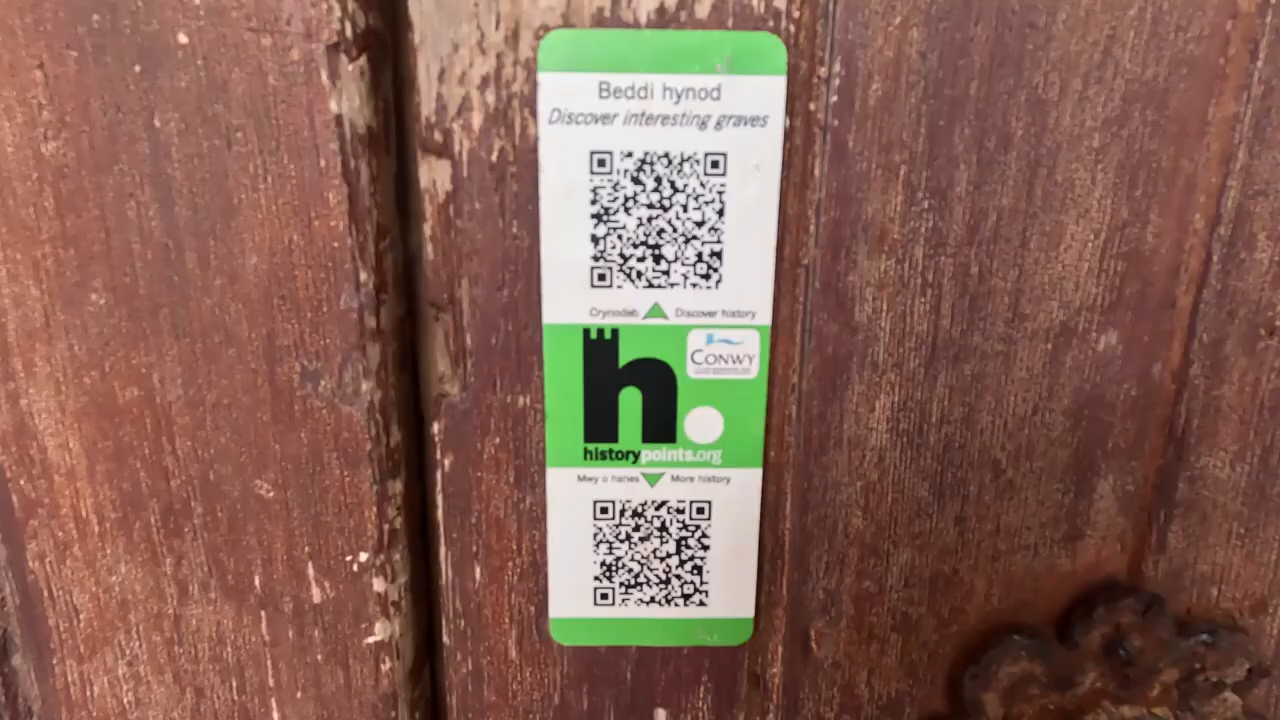 Beddi hynod
Discover interesting graves
Crynodeb Discover history
CONWY
h.
historypoints.org
Mwy o hanes More history